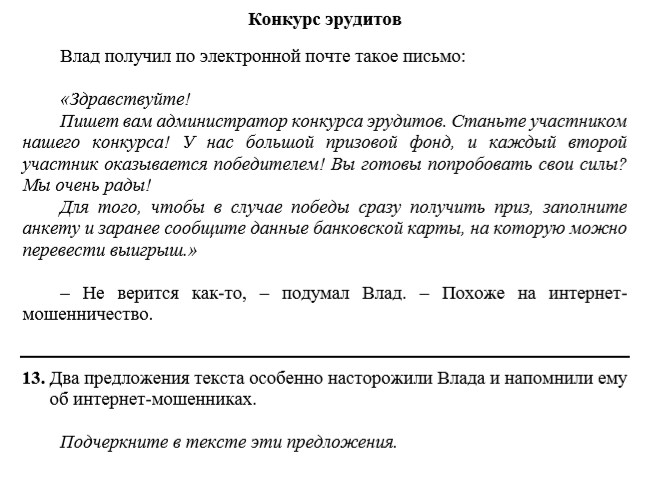 Конкурс эрудитов
Влад получил по электронной почте такое письмо:
«Здравствуйте!
Пишет вам администратор конкурса эрудитов. Станьте участником
нашего конкурса! У нас большой призовой фонд, и каждый второй
участник оказывается победителем! Вы готовы попробовать свои силы?
Мы очень рады!
Для того, чтобы в случае победы сразу получить приз, заполните
анкету и заранее сообщите данные банковской карты, на которую можно
перевести выигрыш.»
– Не верится как-то, – подумал Влад. – Похоже на интернет-
мошенничество.
13. Два предложения текста особенно насторожили Влада и напомнили ему
об интернет-мошенниках.
Подчеркните в тексте эти предложения.